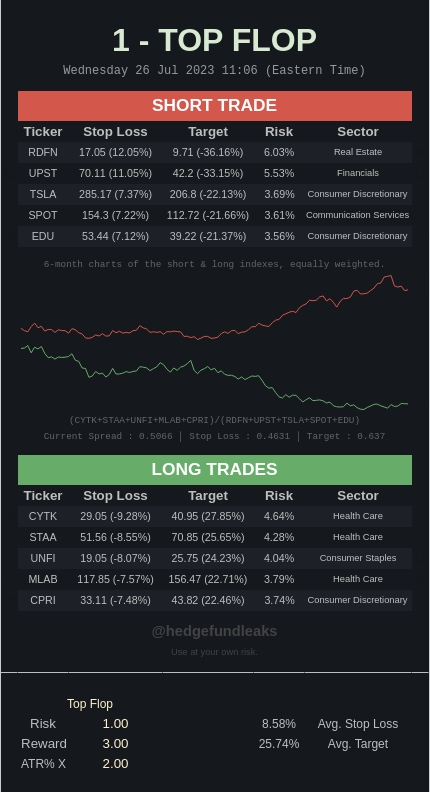 1 - TOP FLOP
Wednesday 26 Jul 2023 11:06 (Eastern Time)
SHORT TRADE
Ticker Stop Loss Target Risk Sector
RDFN 17.05 (12.05%) 9.71 (-36.16%) 6.03% Real Estate
UPST 70.11 (11.05%) 42.2 (-33.15%) 5.53% Financials
TSLA 285.17 (7.37%) 206.8 (-22.13%) 3.69% Consumer Discretionary
SPOT 154.3 (7.22%) 112.72 (-21.66%) 3.61% Communication Services
EDU 53.44 (7.12%) 39.22 (-21.37%) 3.56% Consumer Discretionary
6-month charts of the short & long indexes, equally weighted.
(CYTK+STAA+UNFI+MLAB+CPRI)/(RDFN+UPST+TSLA+SPOT+EDU)
Current Spread : 0.5066 | Stop Loss : 0.4631 | Target : 0.637
LONG TRADES
Ticker Stop Loss Target Risk Sector
CYTK 29.05 (-9.28%) 40.95 (27.85%) 4.64% Health Care
STAA 51.56 (-8.55%) 70.85 (25.65%) 4.28% Health Care
UNFI 19.05 (-8.07%) 25.75 (24.23%) 4.04% Consumer Staples
MLAB 117.85 (-7.57%) 156.47 (22.71%) 3.79% Health Care
CPRI 33.11 (-7.48%) 43.82 (22.46%) 3.74% Consumer Discretionary
@hedgefundleaks
Use at your own risk.
Top Flop
Risk 1.00 8.58% Avg. Stop Loss
Reward 3.00 25.74% Avg. Target
ATR% X 2.00